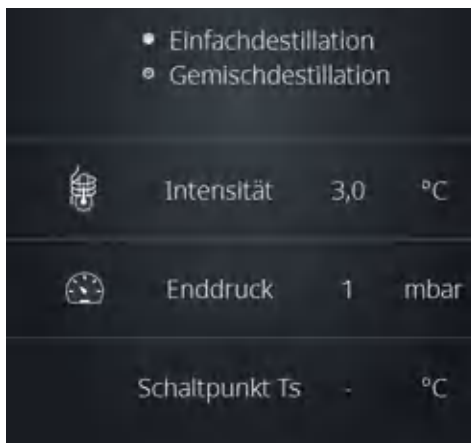 Einfachdestillation
Gemischdestillation
Intensität 3,0 °C
Enddruck 1 mbar
Schaltpunkt Ts - °C